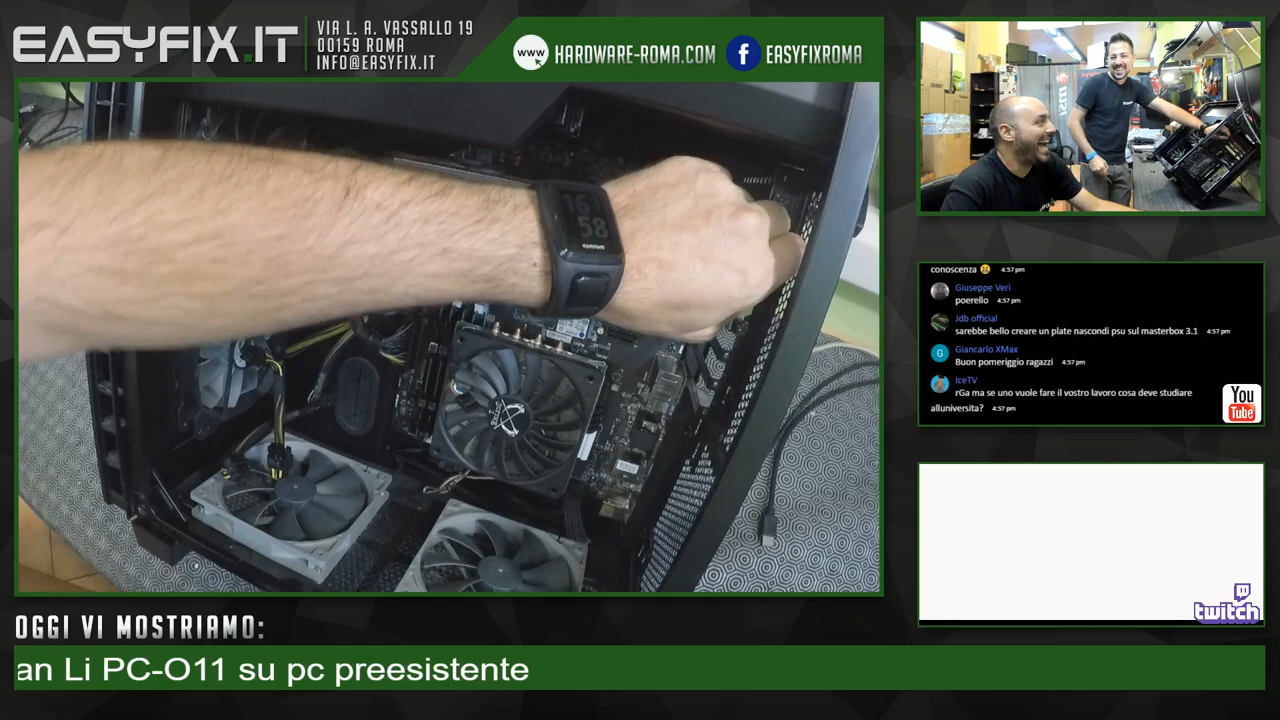 EASYFIX.IT
VIA L. A. VASSALLO 19
00159 ROMA
INFO@EASYFIX.IT
WWW
HARDWARE-ROMA.COM
f
EASYFIXROMA
16
58
TOMTOM
msi
conoscenza 4:57 pm
Giuseppe Verì
poerello 4:57 pm
Jdb official
sarebbe bello creare un plate nascondi psu sul masterbox 3.1 4:57 pm
G
Giancarlo XMax
Buon pomeriggio ragazzi 4:57 pm
IceTV
rGa ma se uno vuole fare il vostro lavoro cosa deve studiare
alluniversita? 4:57 pm
You
Tube
twitch
OGGI VI MOSTRIAMO:
an Li PC-O11 su pc preesistente